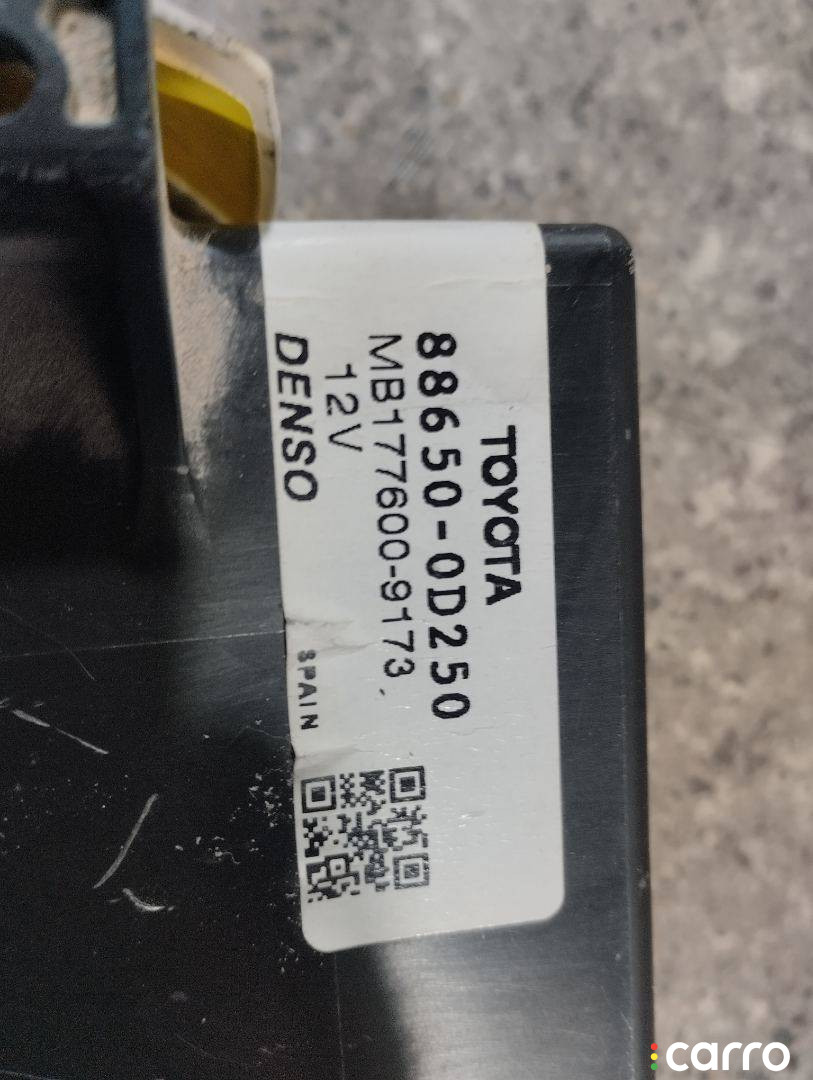 TOYOTA
88650-0D250
MB177600-9173
12V
DENSO
SPAIN
carro